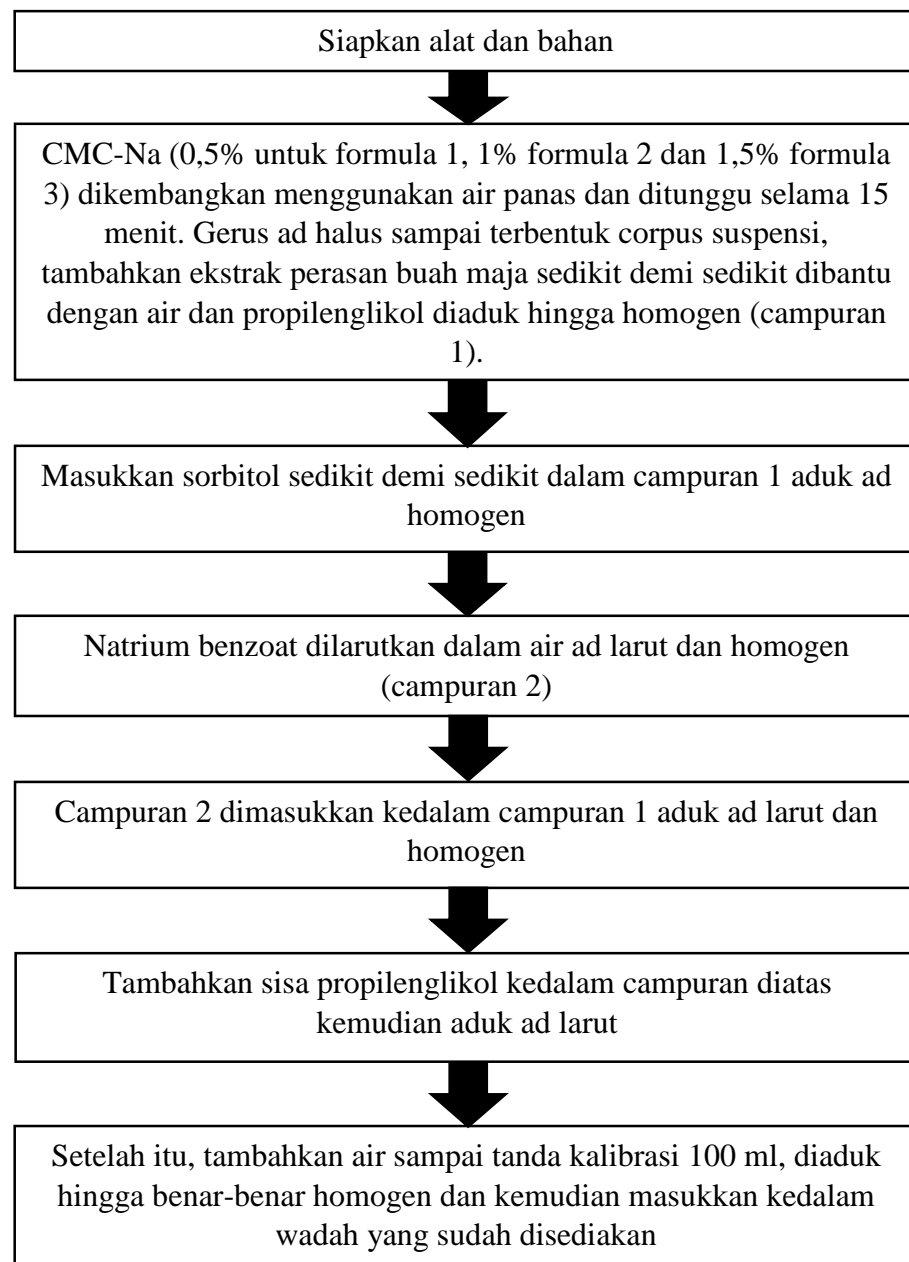 Siapkan alat dan bahan
CMC-Na (0,5% untuk formula 1, 1% formula 2 dan 1,5% formula
3) dikembangkan menggunakan air panas dan ditunggu selama 15
menit. Gerus ad halus sampai terbentuk corpus suspensi,
tambahkan ekstrak perasan buah maja sedikit demi sedikit dibantu
dengan air dan propilenglikol diaduk hingga homogen (campuran
1).
Masukkan sorbitol sedikit demi sedikit dalam campuran 1 aduk ad
homogen
Natrium benzoat dilarutkan dalam air ad larut dan homogen
(campuran 2)
Campuran 2 dimasukkan kedalam campuran 1 aduk ad larut dan
homogen
Tambahkan sisa propilenglikol kedalam campuran diatas
kemudian aduk ad larut
Setelah itu, tambahkan air sampai tanda kalibrasi 100 ml, diaduk
hingga benar-benar homogen dan kemudian masukkan kedalam
wadah yang sudah disediakan